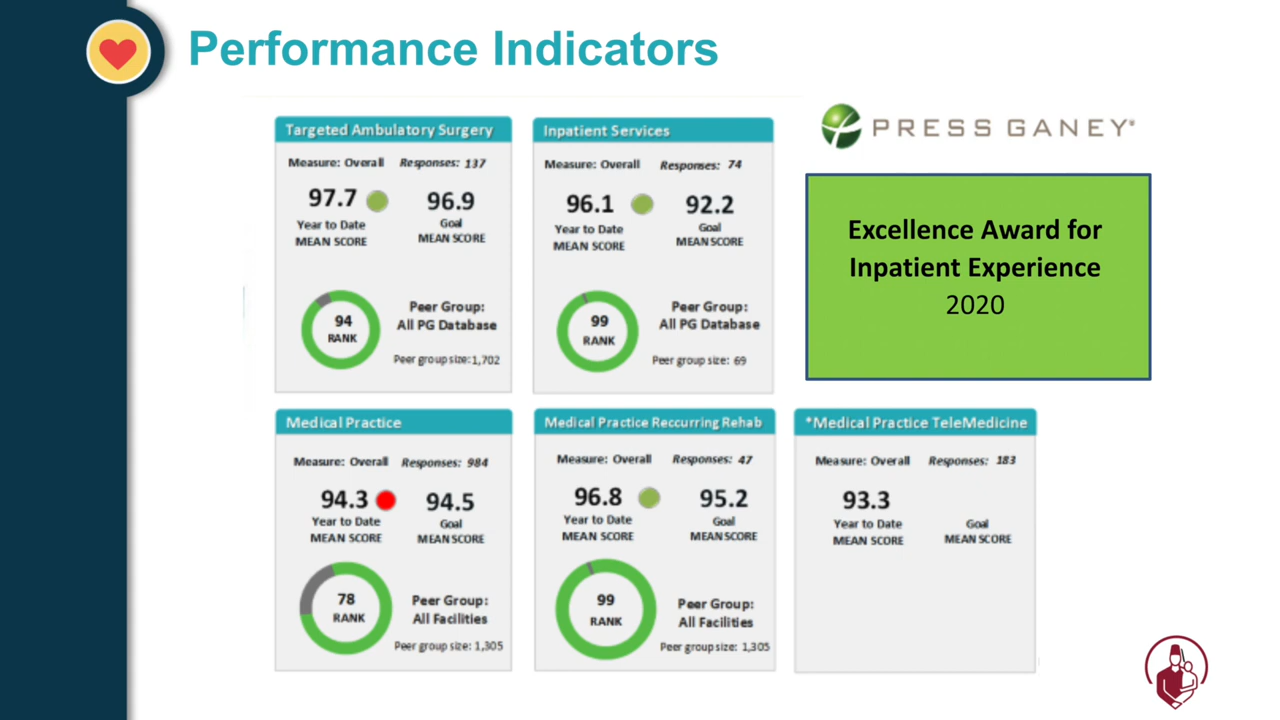 Performance Indicators
Targeted Ambulatory Surgery
Measure: Overall Responses: 137
97.7 96.9
Year to Date Goal
MEAN SCORE MEAN SCORE
94
RANK
Peer Group:
All PG Database
Peer group size:1,702
Inpatient Services
Measure: Overall Responses: 74
96.1 92.2
Year to Date Goal
MEAN SCORE MEAN SCORE
99
RANK
Peer Group:
All PG Database
Peer group size: 69
PRESS GANEY®
Excellence Award for
Inpatient Experience
2020
Medical Practice
Measure: Overall Responses: 984
94.3 94.5
Year to Date Goal
MEAN SCORE MEAN SCORE
78
RANK
Peer Group:
All Facilities
Peer group size: 1,305
Medical Practice Reccurring Rehab
Measure: Overall Responses: 47
96.8 95.2
Year to Date Goal
MEAN SCORE MEAN SCORE
99
RANK
Peer Group:
All Facilities
Peer group size: 1,305
*Medical Practice TeleMedicine
Measure: Overall Responses: 183
93.3
Year to Date Goal
MEAN SCORE MEAN SCORE